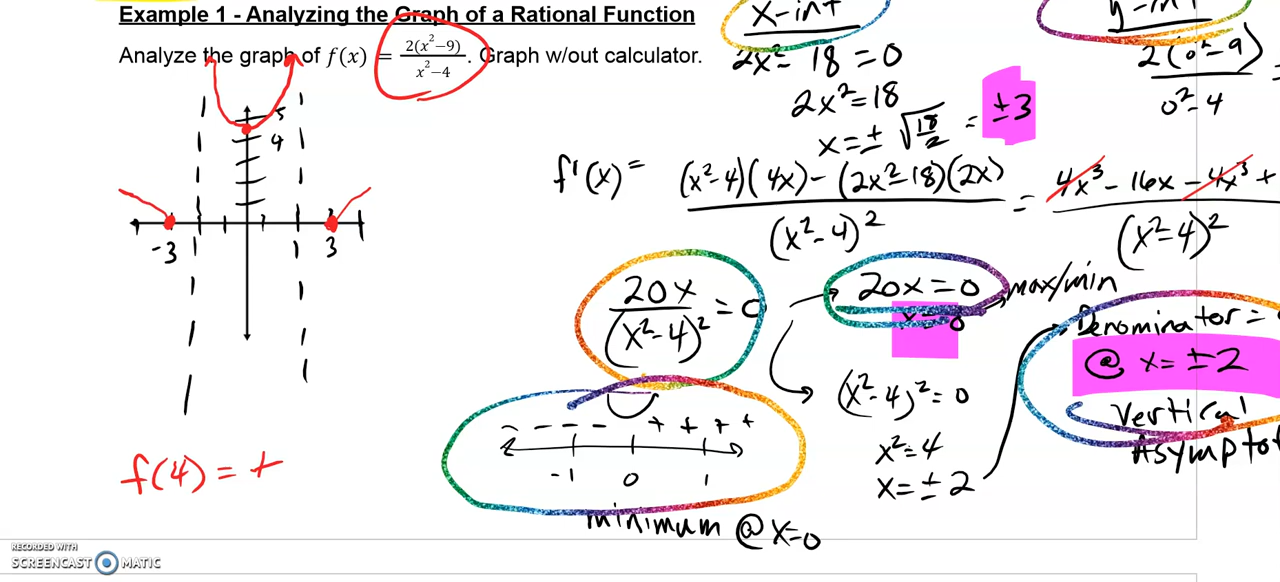 Example 1 - Analyzing the Graph of a Rational Function
Analyze the graph of f(x) = 2(x²−9)/x²−4. Graph w/out calculator.
5
4
-3
3
f(4) = +
x-int
2x² - 18 = 0
2x² = 18
x = ± √18/2 = ±3
y-int
2(0² - 9)
0² - 4
f'(x) = (x²-4)(4x) - (2x²-18)(2x) / (x²-4)² = 4x³ - 16x - 4x³ + / (x²-4)²
20x / (x²-4)² = 0
20x = 0
x = 0
max/min
(x²-4)² = 0
x² = 4
x = ± 2
Denominator =
@ x = ±2
Vertical
- - - - + + + +
-1 0 1
minimum @ x=0
RECORDED WITH
SCREENCAST MATIC